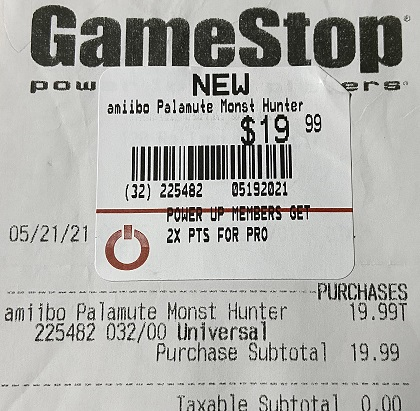 GameStop
pow ers
NEW
amiibo Palamute Monst Hunter
$19 99
(32) 225482 05192021
POWER UP MEMBERS GET
2X PTS FOR PRO
05/21/21
PURCHASES
amiibo Palamute Monst Hunter 19.99T
225482 032/00 Universal
Purchase Subtotal 19.99
Taxable Subtotal 0.00